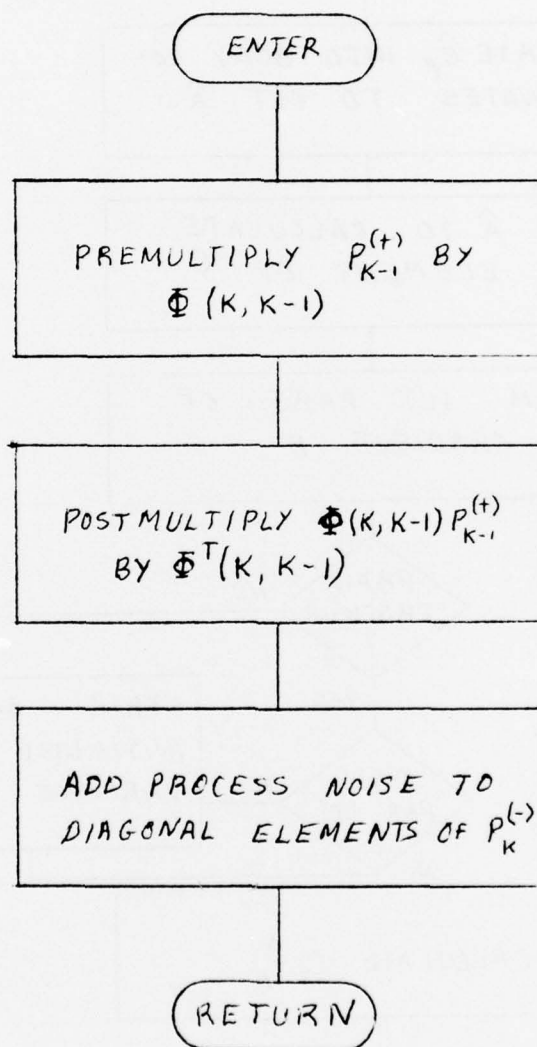 ENTER
PREMULTIPLY P_{K-1}^{(+)} BY
Φ (K, K-1)
POSTMULTIPLY Φ(K, K-1) P_{K-1}^{(+)}
BY Φ^T(K, K-1)
ADD PROCESS NOISE TO
DIAGONAL ELEMENTS OF P_K^{(-)}
RETURN